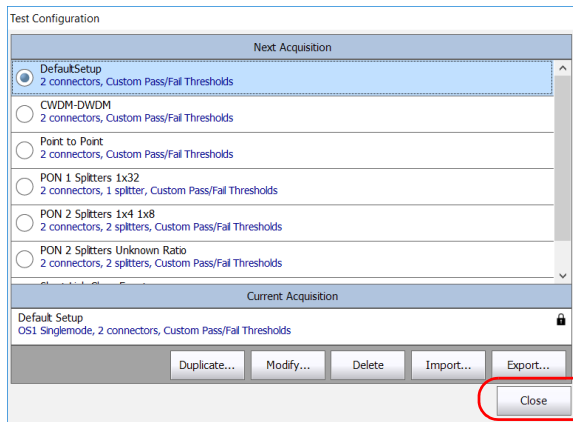 Test Configuration
Next Acquisition
DefaultSetup
2 connectors, Custom Pass/Fail Thresholds
CWDM-DWDM
2 connectors, Custom Pass/Fail Thresholds
Point to Point
2 connectors, Custom Pass/Fail Thresholds
PON 1 Splitters 1x32
2 connectors, 1 splitter, Custom Pass/Fail Thresholds
PON 2 Splitters 1x4 1x8
2 connectors, 2 splitters, Custom Pass/Fail Thresholds
PON 2 Splitters Unknown Ratio
2 connectors, 2 splitters, Custom Pass/Fail Thresholds
Current Acquisition
Default Setup
OS1 Singlemode, 2 connectors, Custom Pass/Fail Thresholds
Duplicate... Modify... Delete Import... Export...
Close